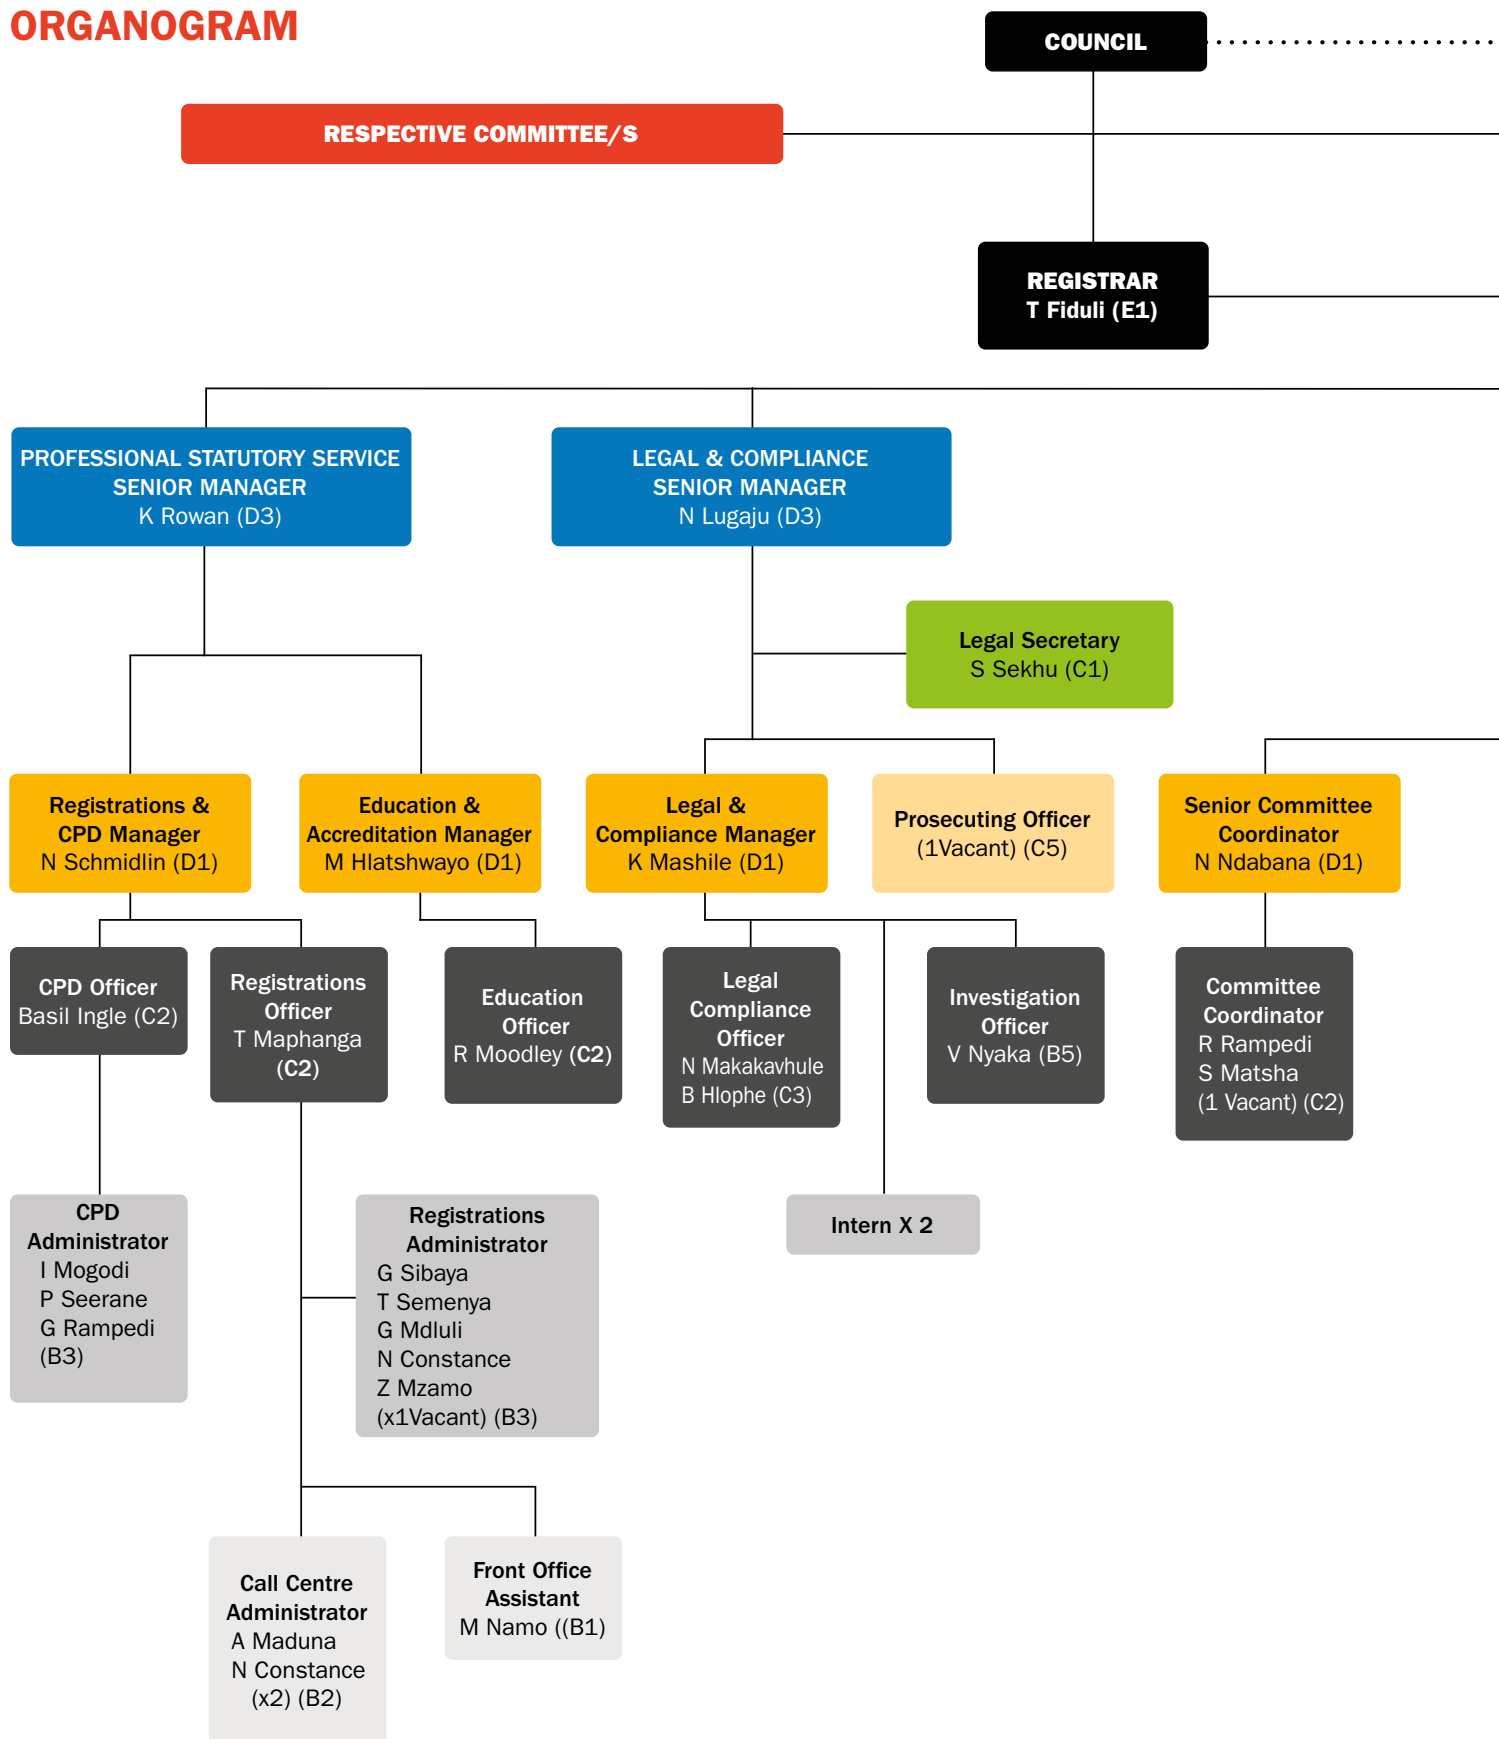 ORGANOGRAM
COUNCIL
RESPECTIVE COMMITTEE/S
REGISTRAR
T Fiduli (E1)
PROFESSIONAL STATUTORY SERVICE
SENIOR MANAGER
K Rowan (D3)
LEGAL & COMPLIANCE
SENIOR MANAGER
N Lugaju (D3)
Legal Secretary
S Sekhu (C1)
Registrations &
CPD Manager
N Schmidlin (D1)
Education &
Accreditation Manager
M Hlatshwayo (D1)
Legal &
Compliance Manager
K Mashile (D1)
Prosecuting Officer
(1Vacant) (C5)
Senior Committee
Coordinator
N Ndabana (D1)
CPD Officer
Basil Ingle (C2)
Registrations
Officer
T Maphanga
(C2)
Education
Officer
R Moodley (C2)
Legal
Compliance
Officer
N Makakavhule
B Hlophe (C3)
Investigation
Officer
V Nyaka (B5)
Committee
Coordinator
R Rampedi
S Matsha
(1 Vacant) (C2)
CPD
Administrator
I Mogodi
P Seerane
G Rampedi
(B3)
Registrations
Administrator
G Sibaya
T Semenya
G Mdluli
N Constance
Z Mzamo
(x1Vacant) (B3)
Intern X 2
Call Centre
Administrator
A Maduna
N Constance
(x2) (B2)
Front Office
Assistant
M Namo ((B1)